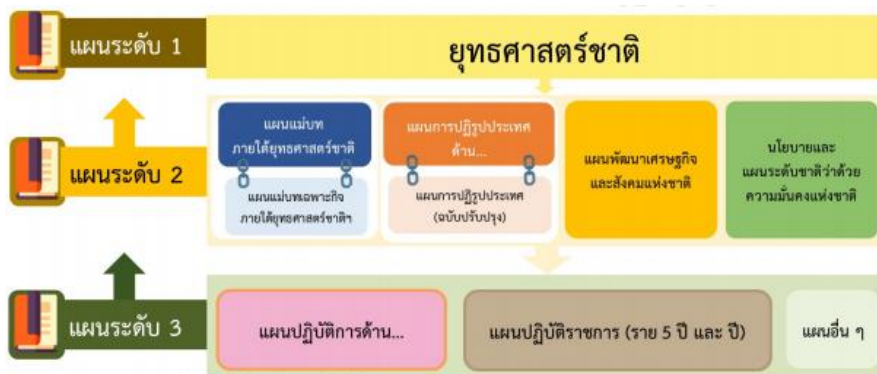 แผนระดับ 1
ยุทธศาสตร์ชาติ
แผนระดับ 2
แผนแม่บท
ภายใต้ยุทธศาสตร์ชาติ
แผนแม่บทเฉพาะกิจ
ภายใต้ยุทธศาสตร์ชาติฯ
แผนการปฏิรูปประเทศ
ด้าน...
แผนการปฏิรูปประเทศ
(ฉบับปรับปรุง)
แผนพัฒนาเศรษฐกิจ
และสังคมแห่งชาติ
นโยบายและ
แผนระดับชาติว่าด้วย
ความมั่นคงแห่งชาติ
แผนระดับ 3
แผนปฏิบัติการด้าน...
แผนปฏิบัติราชการ (ราย 5 ปี และ ปี)
แผนอื่น ๆ